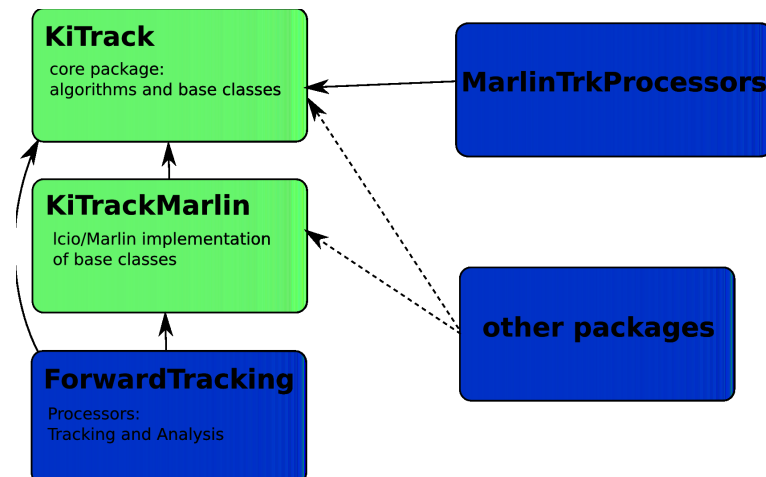 KiTrack
core package:
algorithms and base classes
MarlinTrkProcessors
KiTrackMarlin
lcio/Marlin implementation
of base classes
other packages
ForwardTracking
Processors:
Tracking and Analysis